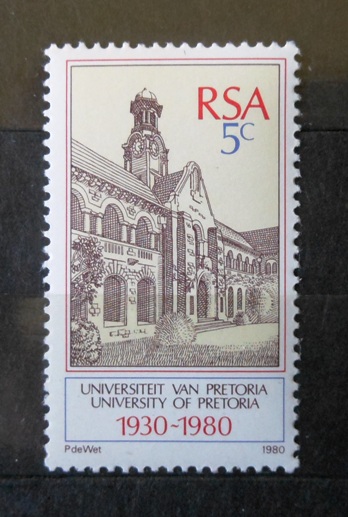 RSA
5c
UNIVERSITEIT VAN PRETORIA
UNIVERSITY OF PRETORIA
1930-1980
PdeWet 1980